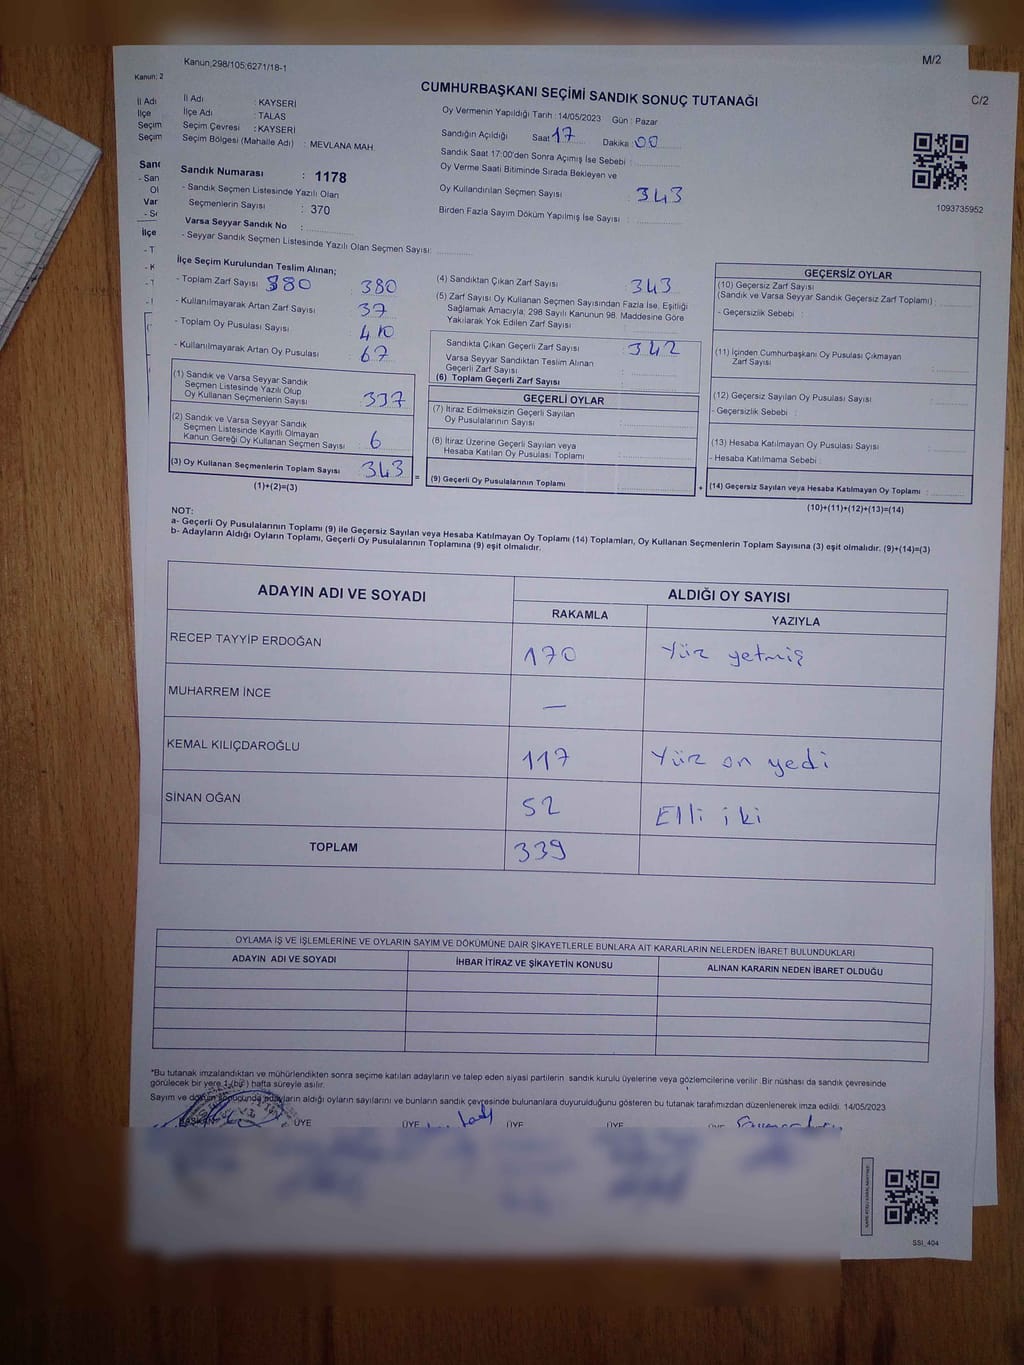 Kanun;298/105;6271/18-1
M/2
Kanun; 2
C/2
CUMHURBAŞKANI SEÇİMİ SANDIK SONUÇ TUTANAĞI
İl Adı : KAYSERİ
İlçe Adı : TALAS
Seçim Çevresi : KAYSERİ
Seçim Bölgesi (Mahalle Adı) : MEVLANA MAH.
İl Adı
İlçe
Seçim
Seçim
Oy Vermenin Yapıldığı Tarih : 14/05/2023 Gün : Pazar
Sandığın Açıldığı Saat 17 Dakika : 00
Sandık Saat 17:00'den Sonra Açımış İse Sebebi :
Oy Verme Saati Bitiminde Sırada Bekleyen ve
Oy Kullandırılan Seçmen Sayısı : 343
Birden Fazla Sayım Döküm Yapılmış İse Sayısı :
1093735952
Sandık Numarası : 1178
- Sandık Seçmen Listesinde Yazılı Olan
Seçmenlerin Sayısı : 370
Varsa Seyyar Sandık No :
- Seyyar Sandık Seçmen Listesinde Yazılı Olan Seçmen Sayısı:
İlçe Seçim Kurulundan Teslim Alınan;
- Toplam Zarf Sayısı 380 : 380
- Kullanılmayarak Artan Zarf Sayısı : 37
- Toplam Oy Pusulası Sayısı : 410
- Kullanılmayarak Artan Oy Pusulası : 67
(1) Sandık ve Varsa Seyyar Sandık
Seçmen Listesinde Yazılı Olup
Oy Kullanan Seçmenlerin Sayısı : 337
(2) Sandık ve Varsa Seyyar Sandık
Seçmen Listesinde Kayıtlı Olmayan
Kanun Gereği Oy Kullanan Seçmen Sayısı : 6
(3) Oy Kullanan Seçmenlerin Toplam Sayısı : 343
(1)+(2)=(3)
(4) Sandıktan Çıkan Zarf Sayısı : 343
(5) Zarf Sayısı Oy Kullanan Seçmen Sayısından Fazla İse, Eşitliği
Sağlamak Amacıyla; 298 Sayılı Kanunun 98. Maddesine Göre
Yakılarak Yok Edilen Zarf Sayısı :
Sandıkta Çıkan Geçerli Zarf Sayısı : 342
Varsa Seyyar Sandıktan Teslim Alınan
Geçerli Zarf Sayısı :
(6) Toplam Geçerli Zarf Sayısı :
GEÇERLİ OYLAR
(7) İtiraz Edilmeksizin Geçerli Sayılan
Oy Pusulalarının Sayısı :
(8) İtiraz Üzerine Geçerli Sayılan veya
Hesaba Katılan Oy Pusulası Toplamı :
= (9) Geçerli Oy Pusulalarının Toplamı :
GEÇERSİZ OYLAR
(10) Geçersiz Zarf Sayısı
(Sandık ve Varsa Seyyar Sandık Geçersiz Zarf Toplamı) :
- Geçersizlik Sebebi :
(11) İçinden Cumhurbaşkanı Oy Pusulası Çıkmayan
Zarf Sayısı :
(12) Geçersiz Sayılan Oy Pusulası Sayısı :
- Geçersizlik Sebebi :
(13) Hesaba Katılmayan Oy Pusulası Sayısı :
- Hesaba Katılmama Sebebi :
+ (14) Geçersiz Sayılan veya Hesaba Katılmayan Oy Toplamı :
(10)+(11)+(12)+(13)=(14)
NOT:
a- Geçerli Oy Pusulalarının Toplamı (9) ile Geçersiz Sayılan veya Hesaba Katılmayan Oy Toplamı (14) Toplamları, Oy Kullanan Seçmenlerin Toplam Sayısına (3) eşit olmalıdır. (9)+(14)=(3)
b- Adayların Aldığı Oyların Toplamı, Geçerli Oy Pusulalarının Toplamına (9) eşit olmalıdır.
ADAYIN ADI VE SOYADI ALDIĞI OY SAYISI
RAKAMLA YAZIYLA
RECEP TAYYİP ERDOĞAN 170 Yüz yetmiş
MUHARREM İNCE —
KEMAL KILIÇDAROĞLU 117 Yüz on yedi
SİNAN OĞAN 52 Elli iki
TOPLAM 339
OYLAMA İŞ VE İŞLEMLERİNE VE OYLARIN SAYIM VE DÖKÜMÜNE DAİR ŞİKAYETLERLE BUNLARA AİT KARARLARIN NELERDEN İBARET BULUNDUKLARI
ADAYIN ADI VE SOYADI İHBAR İTİRAZ VE ŞİKAYETİN KONUSU ALINAN KARARIN NEDEN İBARET OLDUĞU
*Bu tutanak imzalandıktan ve mühürlendikten sonra seçime katılan adayların ve talep eden siyasi partilerin sandık kurulu üyelerine veya gözlemcilerine verilir. Bir nüshası da sandık çevresinde
görülecek bir yere 1 (bir) hafta süreyle asılır.
Sayım ve döküm sonucunda adayların aldığı oyların sayılarını ve bunların sandık çevresinde bulunanlara duyurulduğunu gösteren bu tutanak tarafımızdan düzenlenerek imza edildi. 14/05/2023
BAŞKAN ÜYE ÜYE ÜYE ÜYE
SSI_404